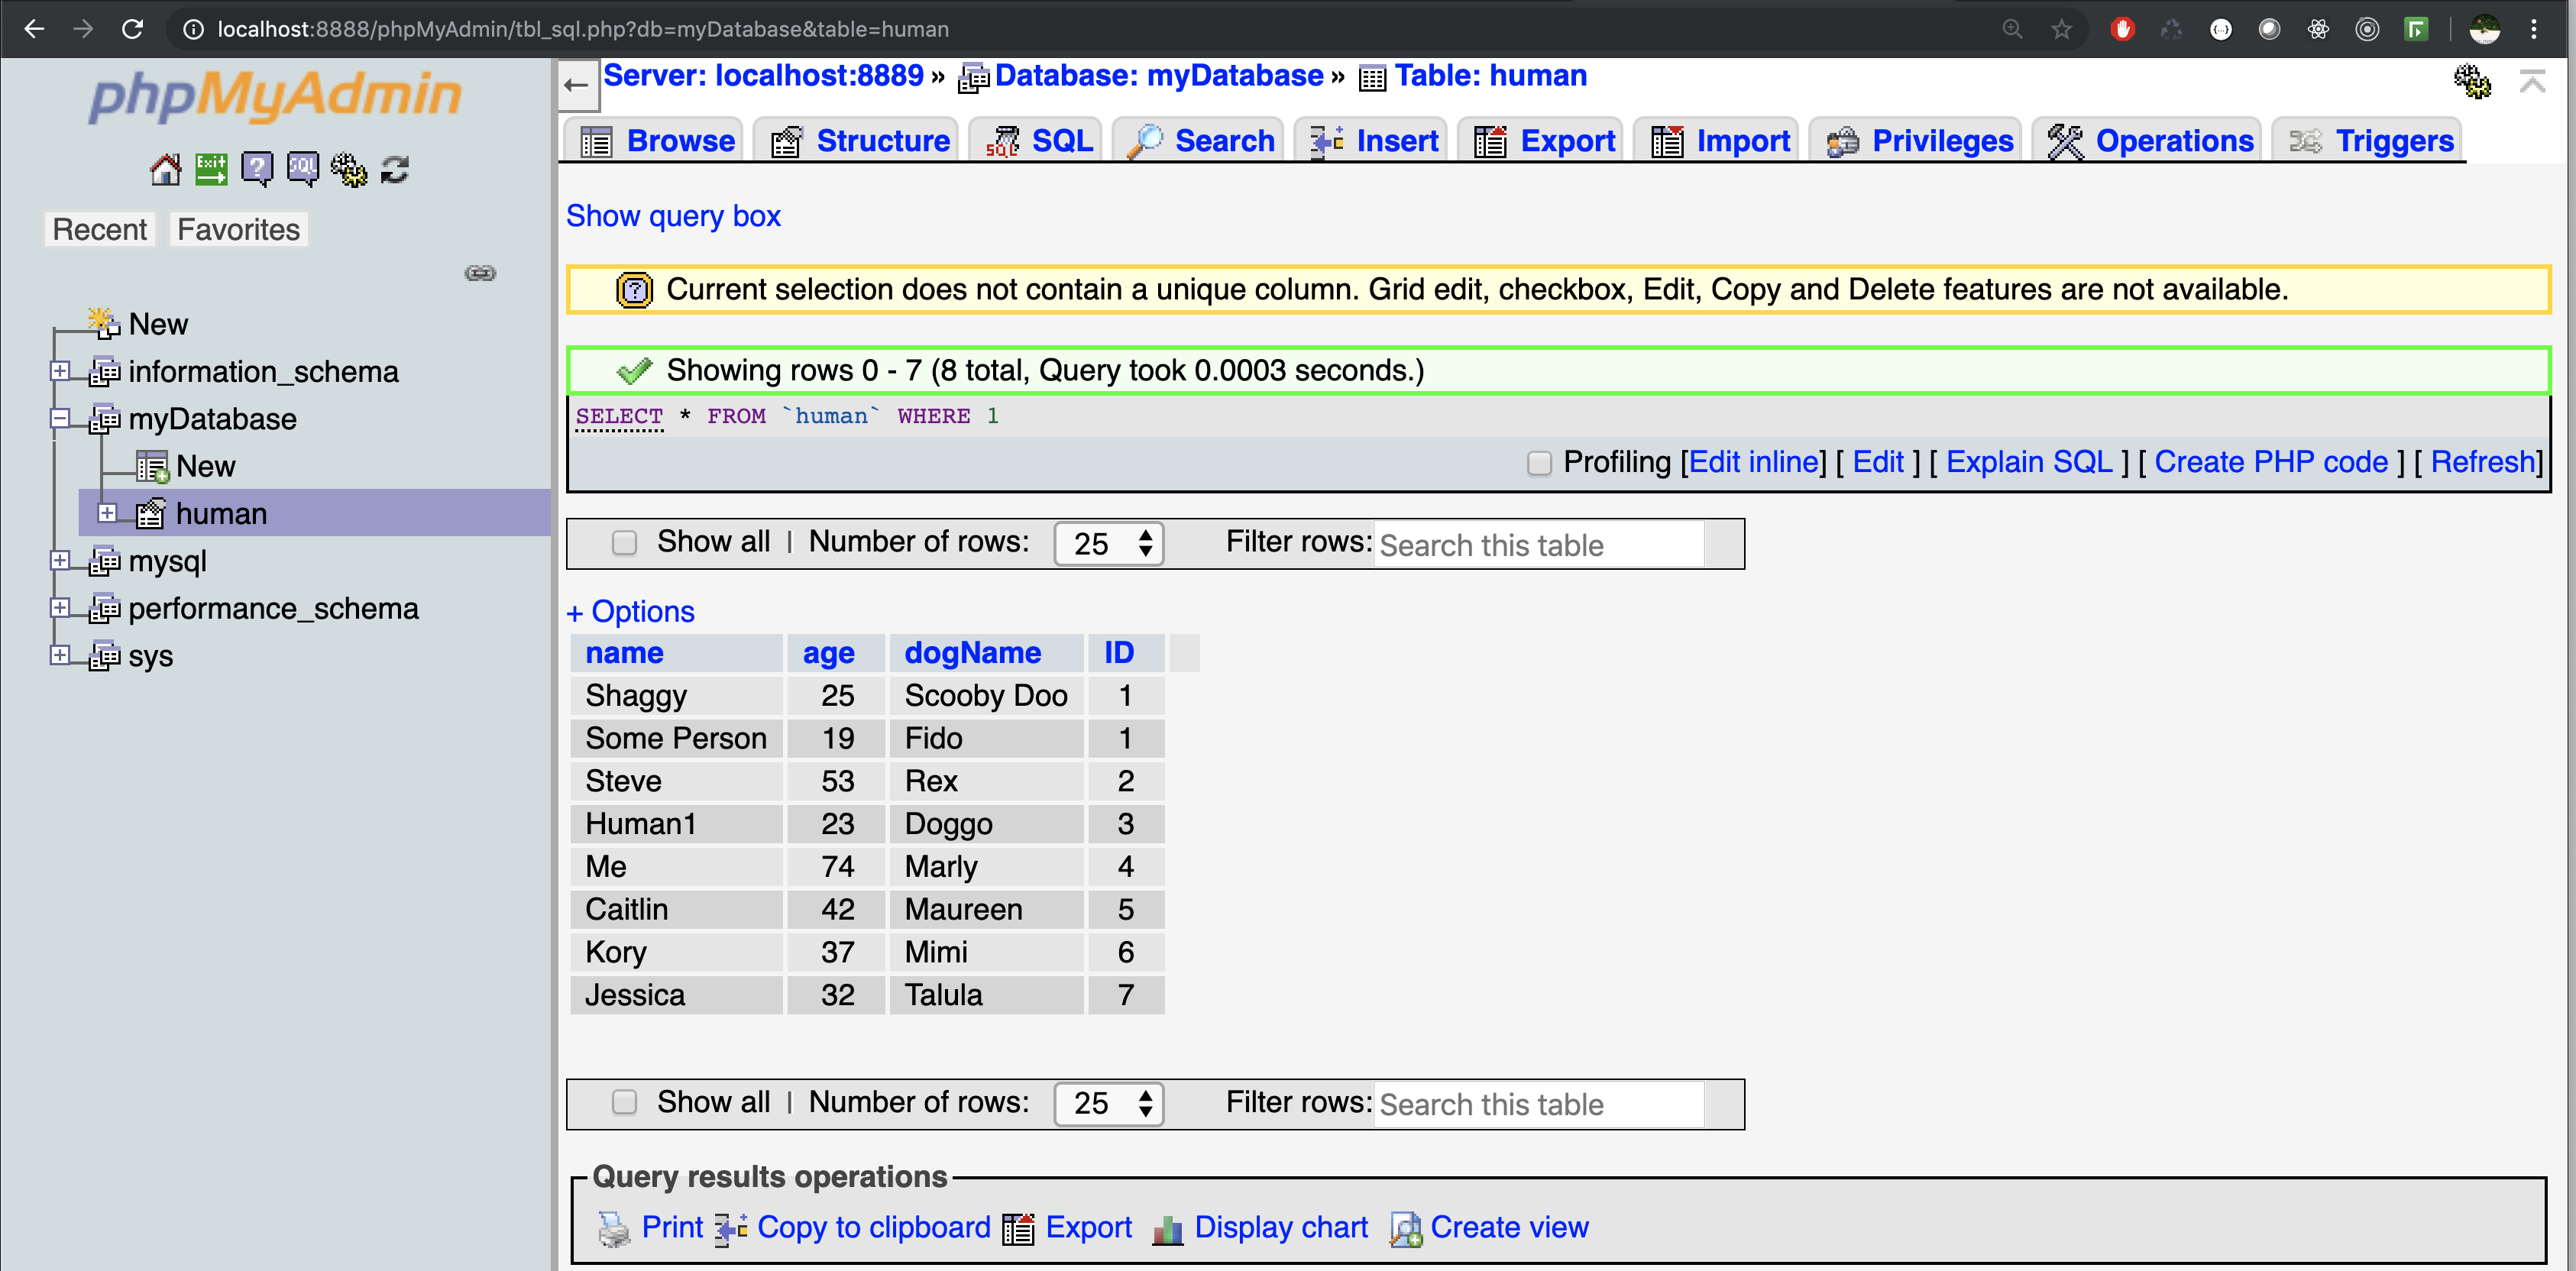 localhost:8888/phpMyAdmin/tbl_sql.php?db=myDatabase&table=human
phpMyAdmin
Exit
?
SQL
Recent Favorites
New
information_schema
myDatabase
New
human
mysql
performance_schema
sys
Server: localhost:8889 » Database: myDatabase » Table: human
Browse Structure SQL Search Insert Export Import Privileges Operations Triggers
Show query box
Current selection does not contain a unique column. Grid edit, checkbox, Edit, Copy and Delete features are not available.
Showing rows 0 - 7 (8 total, Query took 0.0003 seconds.)
SELECT * FROM `human` WHERE 1
Profiling [Edit inline] [ Edit ] [ Explain SQL ] [ Create PHP code ] [ Refresh]
Show all | Number of rows: 25 Filter rows: Search this table
+ Options
name age dogName ID
Shaggy 25 Scooby Doo 1
Some Person 19 Fido 1
Steve 53 Rex 2
Human1 23 Doggo 3
Me 74 Marly 4
Caitlin 42 Maureen 5
Kory 37 Mimi 6
Jessica 32 Talula 7
Show all | Number of rows: 25 Filter rows: Search this table
Query results operations
Print Copy to clipboard Export Display chart Create view